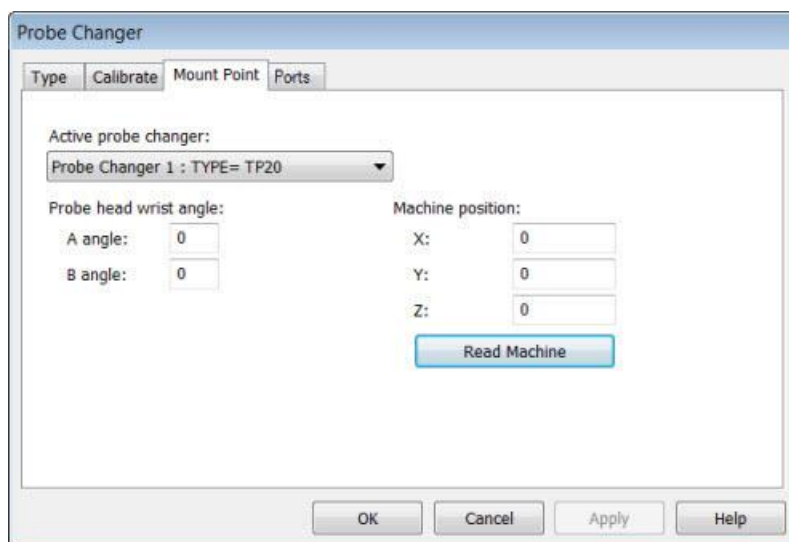 Probe Changer
Type Calibrate Mount Point Ports
Active probe changer:
Probe Changer 1 : TYPE= TP20
Probe head wrist angle: Machine position:
A angle: 0 X: 0
B angle: 0 Y: 0
Z: 0
Read Machine
OK Cancel Apply Help